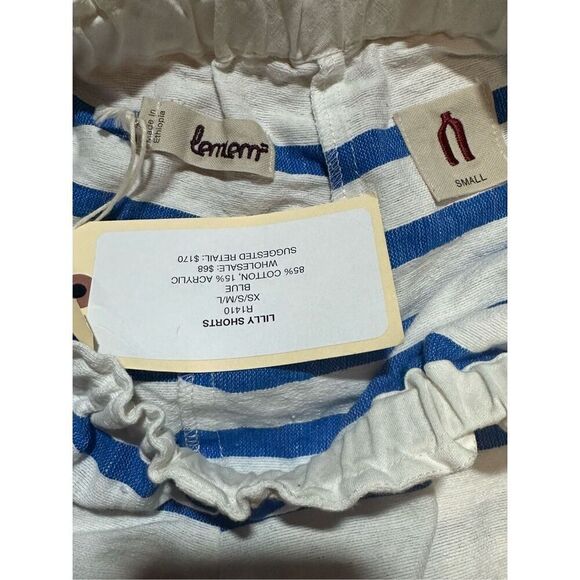 Made in
Ethiopia
lemlem
SMALL
LILLY SHORTS
R1410
XS/S/M/L
BLUE
85% COTTON, 15% ACRYLIC
WHOLESALE: $68
SUGGESTED RETAIL: $170